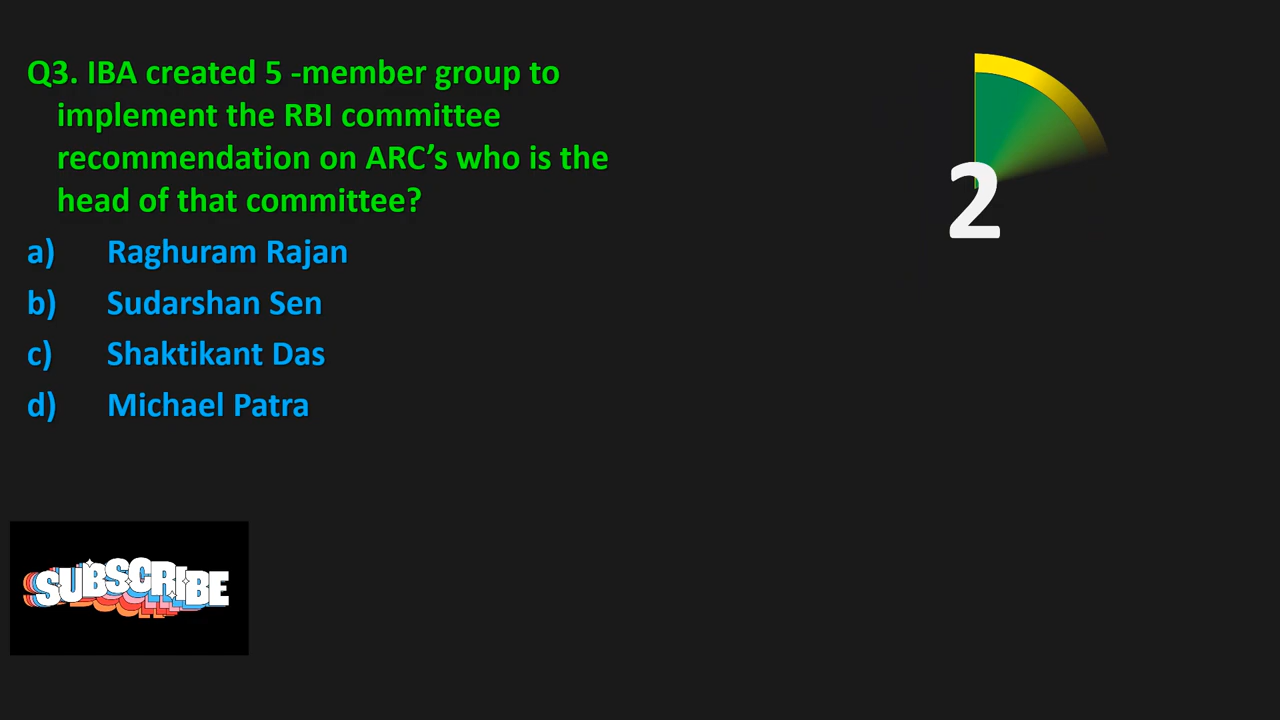 Q3. IBA created 5 -member group to
implement the RBI committee
recommendation on ARC’s who is the
head of that committee?
a) Raghuram Rajan
b) Sudarshan Sen
c) Shaktikant Das
d) Michael Patra
2
SUBSCRIBE